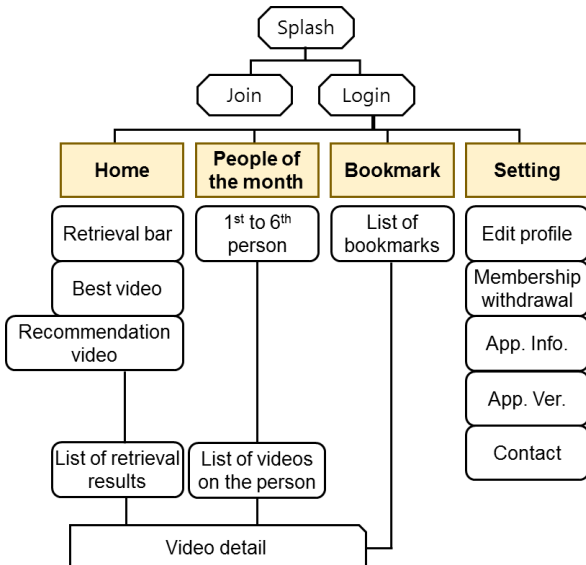 Splash
Join
Login
Home
People of
the month
Bookmark
Setting
Retrieval bar
Best video
Recommendation
video
1st to 6th
person
List of
bookmarks
Edit profile
Membership
withdrawal
App. Info.
App. Ver.
Contact
List of retrieval
results
List of videos
on the person
Video detail